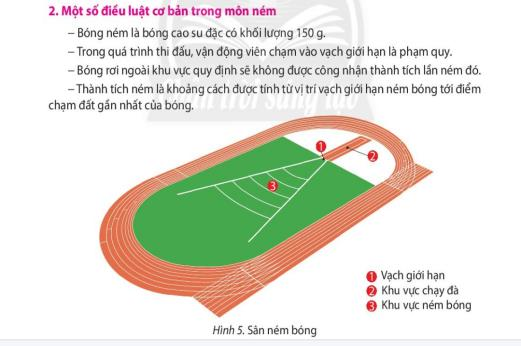 2. Một số điều luật cơ bản trong môn ném
– Bóng ném là bóng cao su đặc có khối lượng 150 g.
– Trong quá trình thi đấu, vận động viên chạm vào vạch giới hạn là phạm quy.
– Bóng rơi ngoài khu vực quy định sẽ không được công nhận thành tích lần ném đó.
– Thành tích ném là khoảng cách được tính từ vị trí vạch giới hạn ném bóng tới điểm
chạm đất gần nhất của bóng.
1
2
3
1 Vạch giới hạn
2 Khu vực chạy đà
3 Khu vực ném bóng
Hình 5. Sân ném bóng